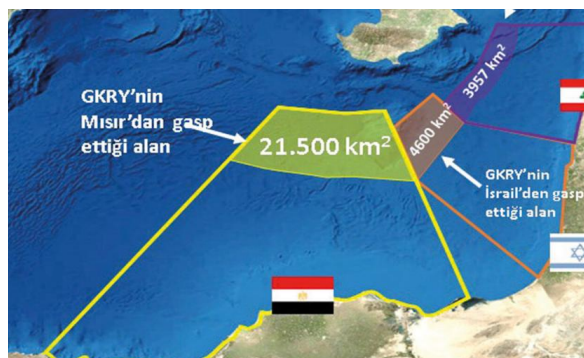 3957 km²
GKRY’nin
Mısır’dan gasp
ettiği alan
21.500 km²
4600 km²
GKRY’nin
İsrail’den gasp
ettiği alan